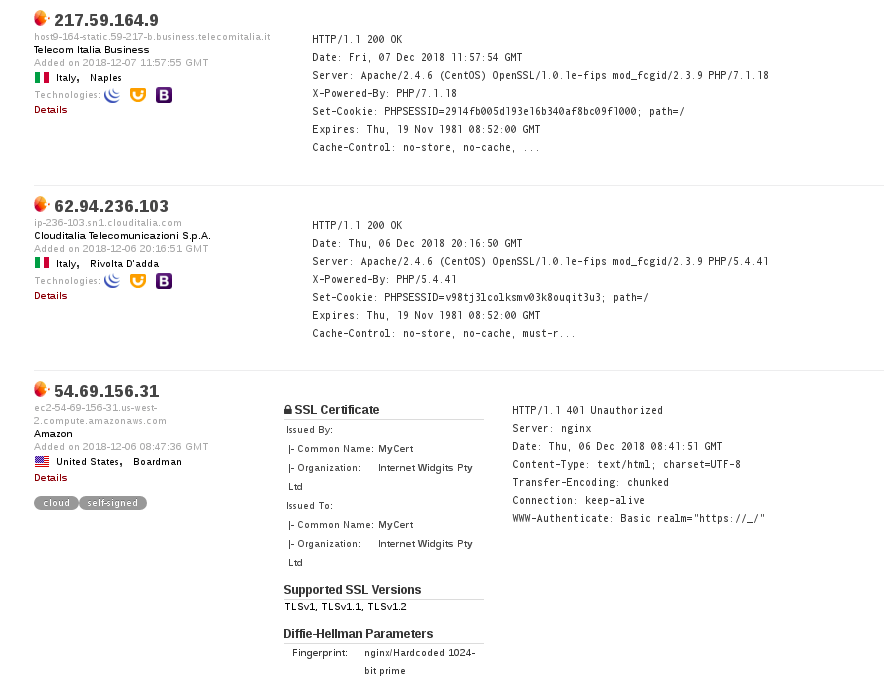 217.59.164.9
host9-164-static.59-217-b.business.telecomitalia.it
Telecom Italia Business
Added on 2018-12-07 11:57:55 GMT
Italy, Naples
Technologies:
B
Details
HTTP/1.1 200 OK
Date: Fri, 07 Dec 2018 11:57:54 GMT
Server: Apache/2.4.6 (CentOS) OpenSSL/1.0.1e-fips mod_fcgid/2.3.9 PHP/7.1.18
X-Powered-By: PHP/7.1.18
Set-Cookie: PHPSESSID=2914fb005d193e16b340af8bc09f1000; path=/
Expires: Thu, 19 Nov 1981 08:52:00 GMT
Cache-Control: no-store, no-cache, ...
62.94.236.103
ip-236-103.sn1.clouditalia.com
Clouditalia Telecomunicazioni S.p.A.
Added on 2018-12-06 20:16:51 GMT
Italy, Rivolta D'adda
Technologies:
B
Details
HTTP/1.1 200 OK
Date: Thu, 06 Dec 2018 20:16:50 GMT
Server: Apache/2.4.6 (CentOS) OpenSSL/1.0.1e-fips mod_fcgid/2.3.9 PHP/5.4.41
X-Powered-By: PHP/5.4.41
Set-Cookie: PHPSESSID=v98tj3lcolksmv03k8ouqit3u3; path=/
Expires: Thu, 19 Nov 1981 08:52:00 GMT
Cache-Control: no-store, no-cache, must-r...
54.69.156.31
ec2-54-69-156-31.us-west-
2.compute.amazonaws.com
Amazon
Added on 2018-12-06 08:47:36 GMT
United States, Boardman
Details
cloud self-signed
SSL Certificate
Issued By:
|- Common Name: MyCert
|- Organization: Internet Widgits Pty
Ltd
Issued To:
|- Common Name: MyCert
|- Organization: Internet Widgits Pty
Ltd
Supported SSL Versions
TLSv1, TLSv1.1, TLSv1.2
Diffie-Hellman Parameters
Fingerprint: nginx/Hardcoded 1024-
bit prime
HTTP/1.1 401 Unauthorized
Server: nginx
Date: Thu, 06 Dec 2018 08:41:51 GMT
Content-Type: text/html; charset=UTF-8
Transfer-Encoding: chunked
Connection: keep-alive
WWW-Authenticate: Basic realm="https://_/"